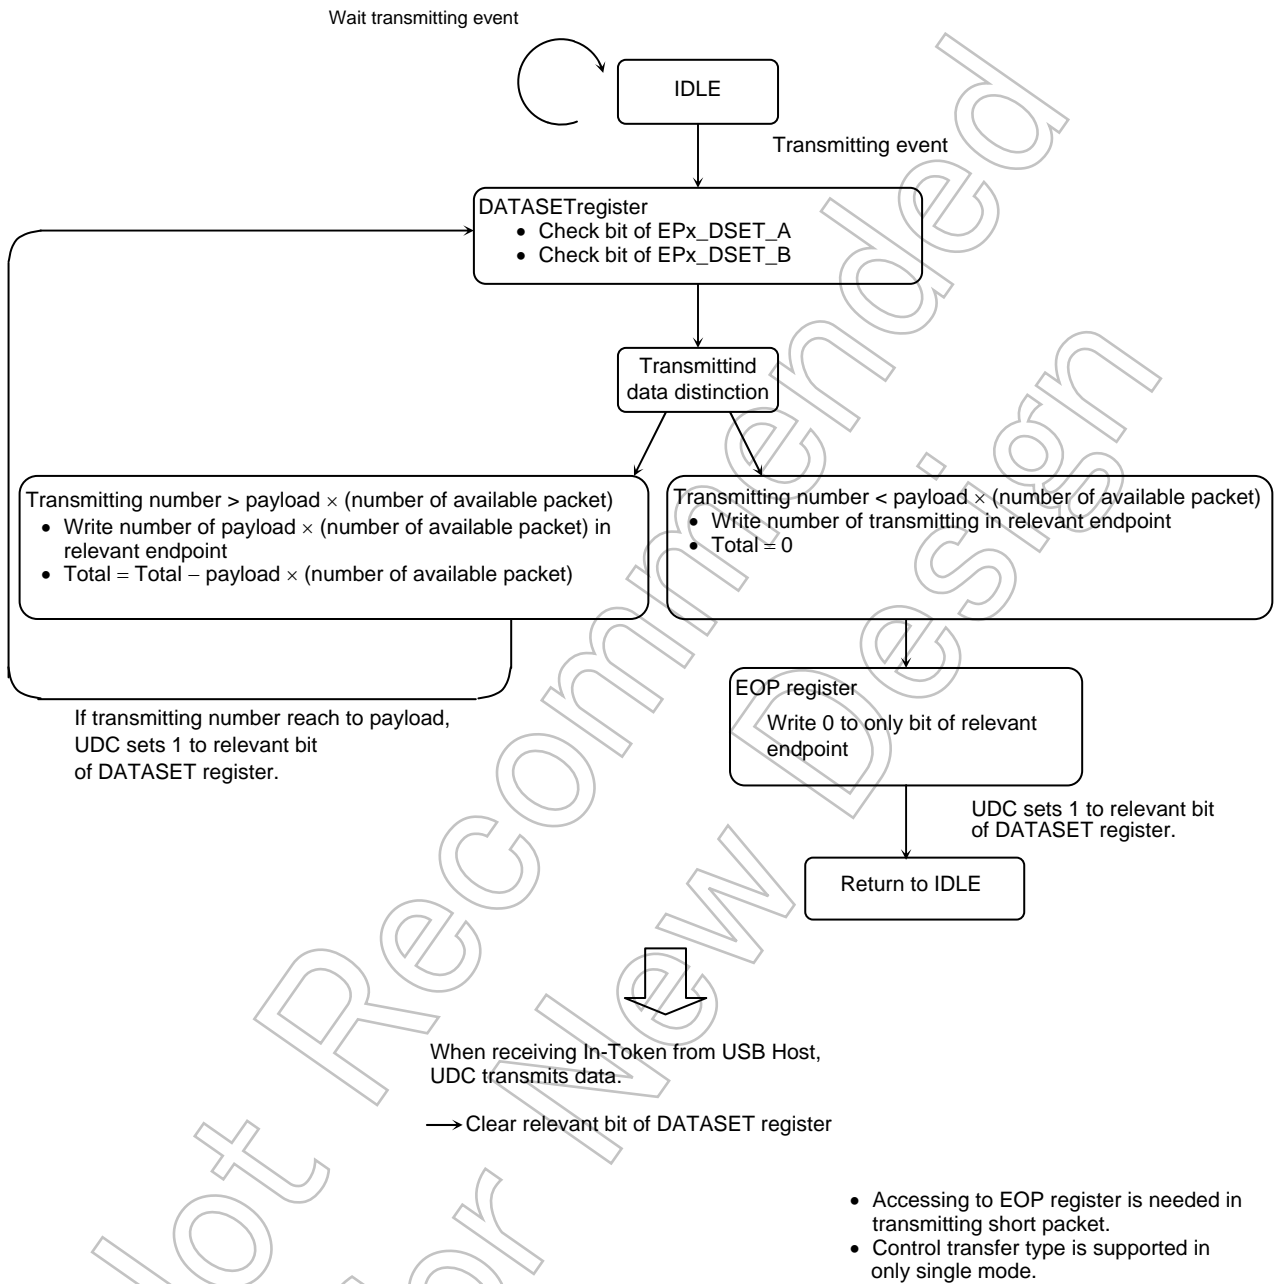 Wait transmitting event
IDLE
Transmitting event
DATASETregister
• Check bit of EPx_DSET_A
• Check bit of EPx_DSET_B
Transmittind
data distinction
Transmitting number > payload × (number of available packet)
• Write number of payload × (number of available packet) in
relevant endpoint
• Total = Total − payload × (number of available packet)
Transmitting number < payload × (number of available packet)
• Write number of transmitting in relevant endpoint
• Total = 0
If transmitting number reach to payload,
UDC sets 1 to relevant bit
of DATASET register.
EOP register
Write 0 to only bit of relevant
endpoint
UDC sets 1 to relevant bit
of DATASET register.
Return to IDLE
When receiving In-Token from USB Host,
UDC transmits data.
→ Clear relevant bit of DATASET register
• Accessing to EOP register is needed in
transmitting short packet.
• Control transfer type is supported in
only single mode.
Not Recommended
for New Design